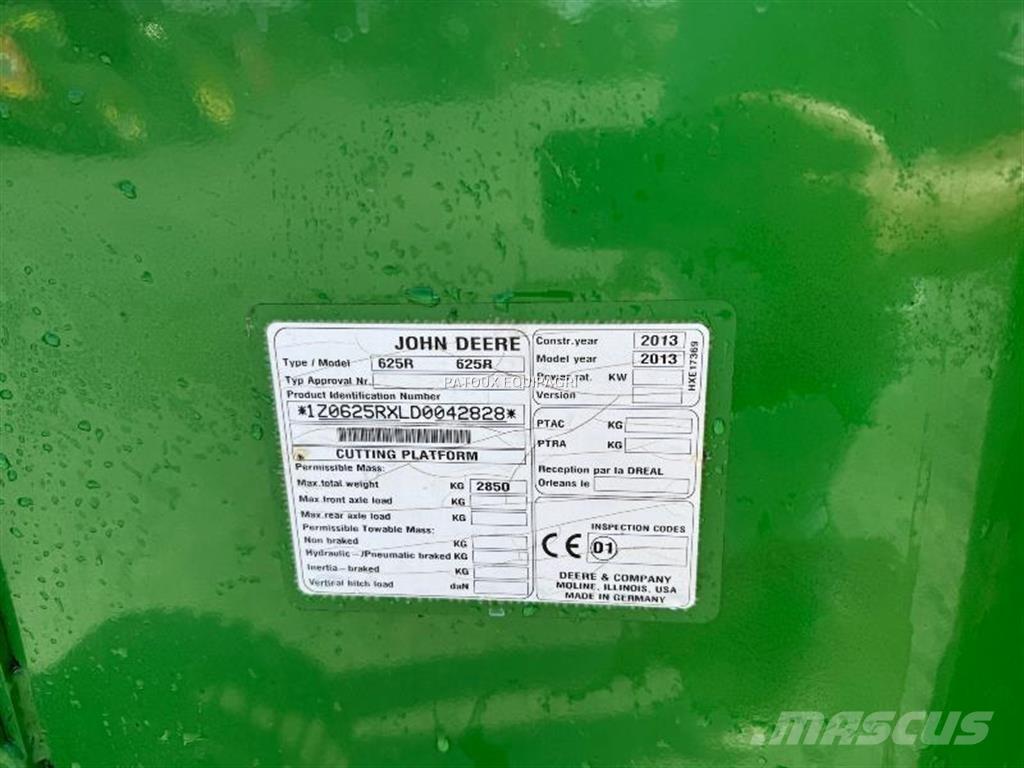 JOHN DEERE
Type / Model 625R 625R
Typ Approval Nr.
PATOUX EQUIPAGRI
Product Identification Number
*1Z0625RXLD0042828*
CUTTING PLATFORM
Permissible Mass:
Max.total weight KG 2850
Max.front axle load KG
Max.rear axle load KG
Permissible Towable Mass:
Non braked KG
Hydraulic-/Pneumatic braked KG
Inertia-braked KG
Vertical hitch load daN
Constr.year 2013
Model year 2013
Power rat. KW
Version
HXE17369
PTAC KG
PTRA KG
Reception par la DREAL
Orleans le
INSPECTION CODES
CE 01
DEERE & COMPANY
MOLINE, ILLINOIS, USA
MADE IN GERMANY
MASCUS